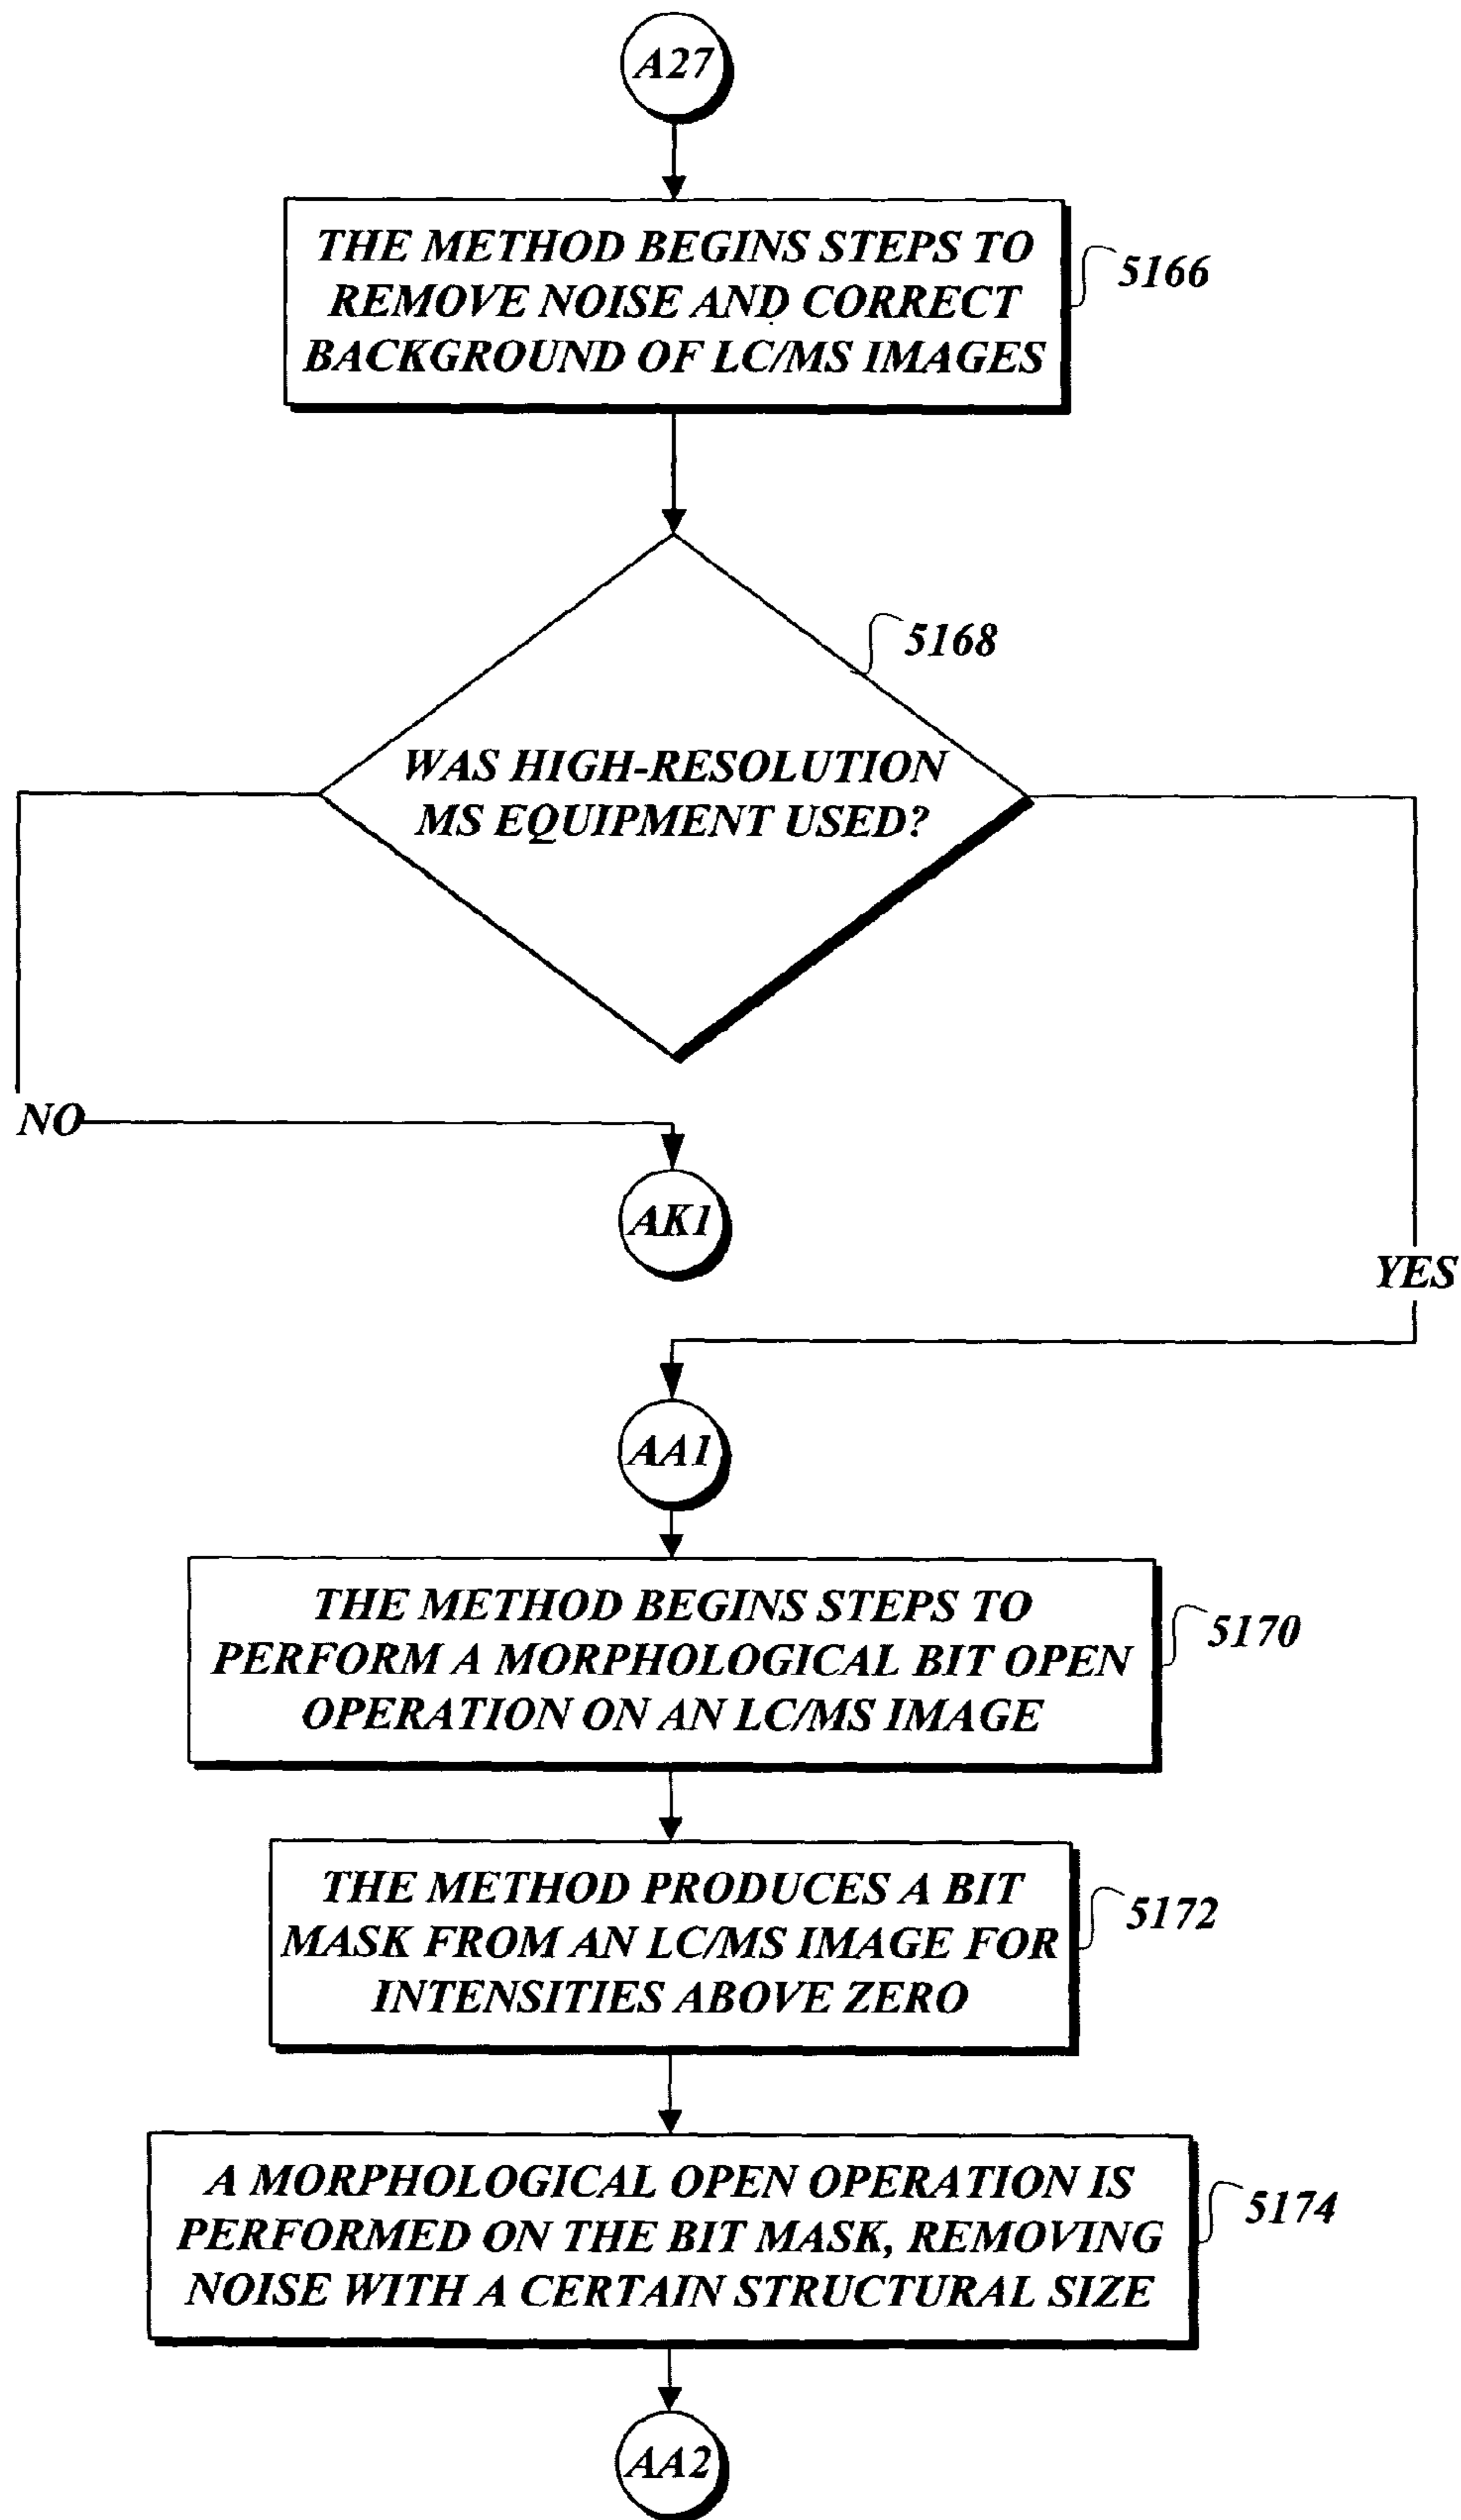 A27
THE METHOD BEGINS STEPS TO
REMOVE NOISE AND CORRECT
BACKGROUND OF LC/MS IMAGES
5166
5168
WAS HIGH-RESOLUTION
MS EQUIPMENT USED?
NO
AK1
YES
AA1
THE METHOD BEGINS STEPS TO
PERFORM A MORPHOLOGICAL BIT OPEN
OPERATION ON AN LC/MS IMAGE
5170
THE METHOD PRODUCES A BIT
MASK FROM AN LC/MS IMAGE FOR
INTENSITIES ABOVE ZERO
5172
A MORPHOLOGICAL OPEN OPERATION IS
PERFORMED ON THE BIT MASK, REMOVING
NOISE WITH A CERTAIN STRUCTURAL SIZE
5174
AA2